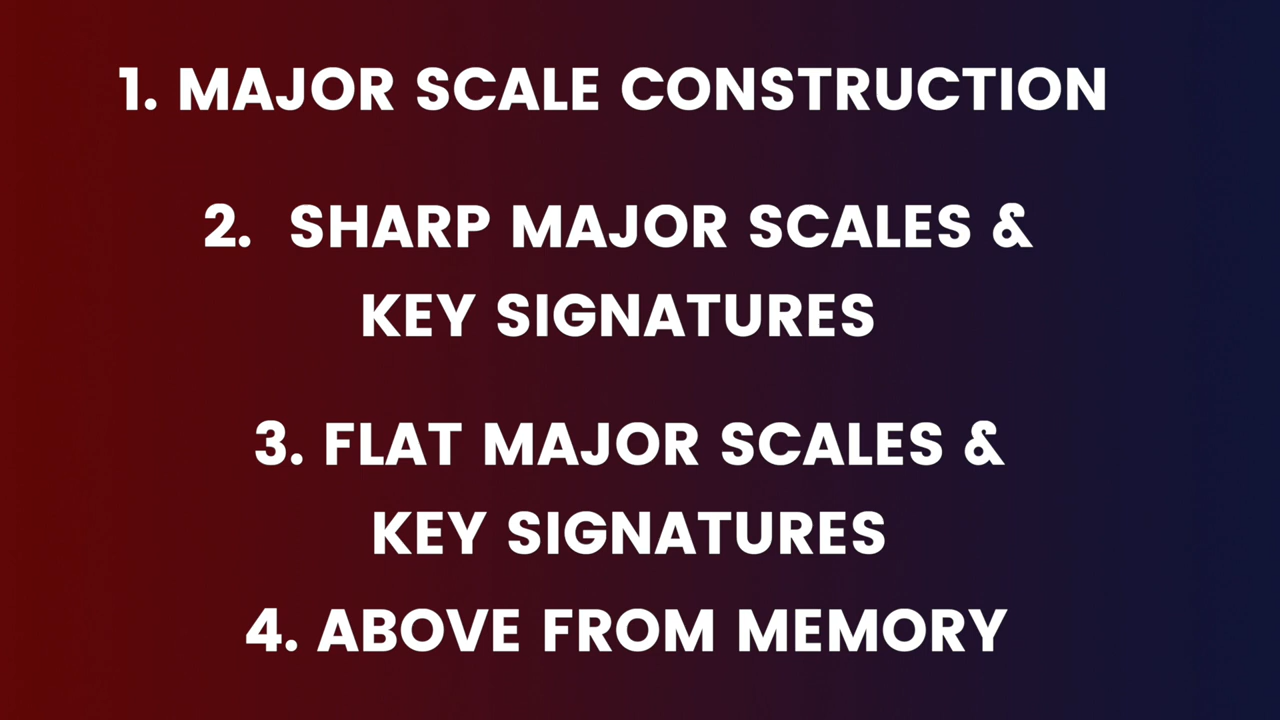 1. MAJOR SCALE CONSTRUCTION
2. SHARP MAJOR SCALES &
KEY SIGNATURES
3. FLAT MAJOR SCALES &
KEY SIGNATURES
4. ABOVE FROM MEMORY